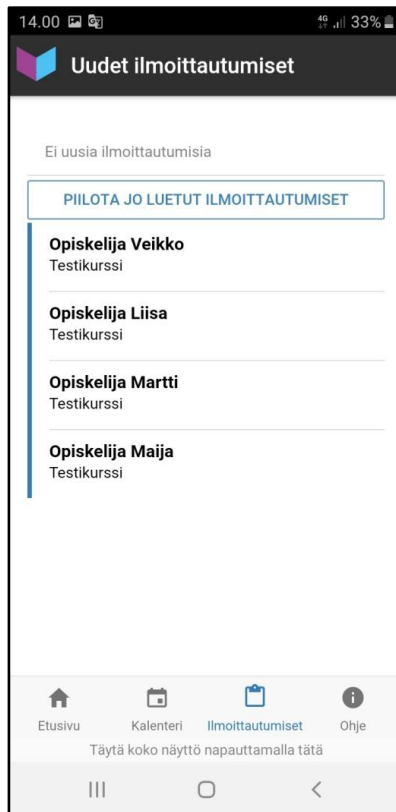 14.00 4G 33%
Uudet ilmoittautumiset
Ei uusia ilmoittautumisia
PIILOTA JO LUETUT ILMOITTAUTUMISET
Opiskelija Veikko
Testikurssi
Opiskelija Liisa
Testikurssi
Opiskelija Martti
Testikurssi
Opiskelija Maija
Testikurssi
Etusivu Kalenteri Ilmoittautumiset Ohje
Täytä koko näyttö napauttamalla tätä